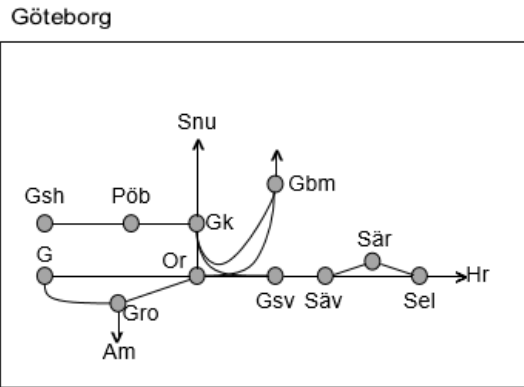 Göteborg
Snu
Gbm
Gsh
Pöb
Gk
Sär
G
Or
Hr
Gsv
Säv
Sel
Gro
Am